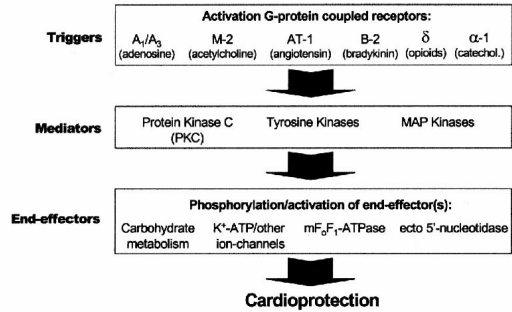 Activation G-protein coupled receptors:
Triggers
A₁/A₃ M-2 AT-1 B-2 δ α-1
(adenosine) (acetylcholine) (angiotensin) (bradykinin) (opioids) (catechol.)
Mediators
Protein Kinase C Tyrosine Kinases MAP Kinases
(PKC)
End-effectors
Phosphorylation/activation of end-effector(s):
Carbohydrate K⁺-ATP/other mF₀F₁-ATPase ecto 5'-nucleotidase
metabolism ion-channels
Cardioprotection